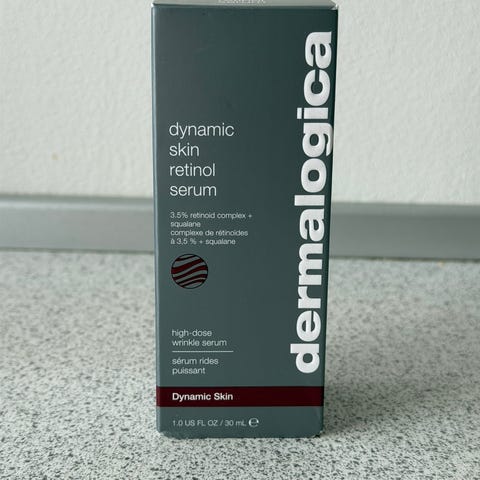 dynamic
skin
retinol
serum
3.5% retinoid complex +
squalane
complexe de rétinoïdes
à 3,5 % + squalane
high-dose
wrinkle serum
sérum rides
puissant
Dynamic Skin
1.0 US FL OZ / 30 mL ℮
dermalogica